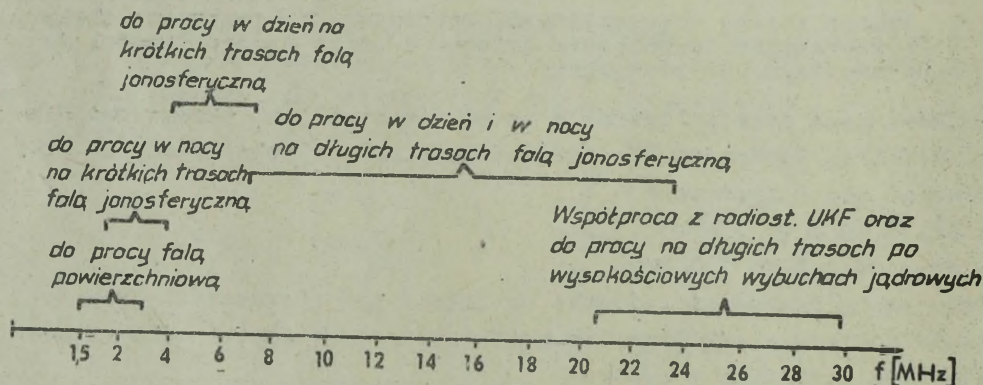 do pracy w dzień na
krótkich trasach falą
jonosferyczną
do pracy w dzień i w nocy
na długich trasach falą jonosferyczną
do pracy w nocy
na krótkich trasach
falą jonosferyczną
Współpraca z radiost. UKF oraz
do pracy na długich trasach po
wysokościowych wybuchach jądrowych
do pracy falą
powierzchniową
1,5 2 4 6 8 10 12 14 16 18 20 22 24 26 28 30 f [MHz]